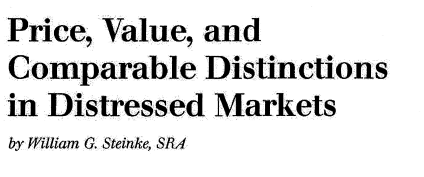 Price, Value, and
Comparable Distinctions
in Distressed Markets
by William G. Steinke, SRA